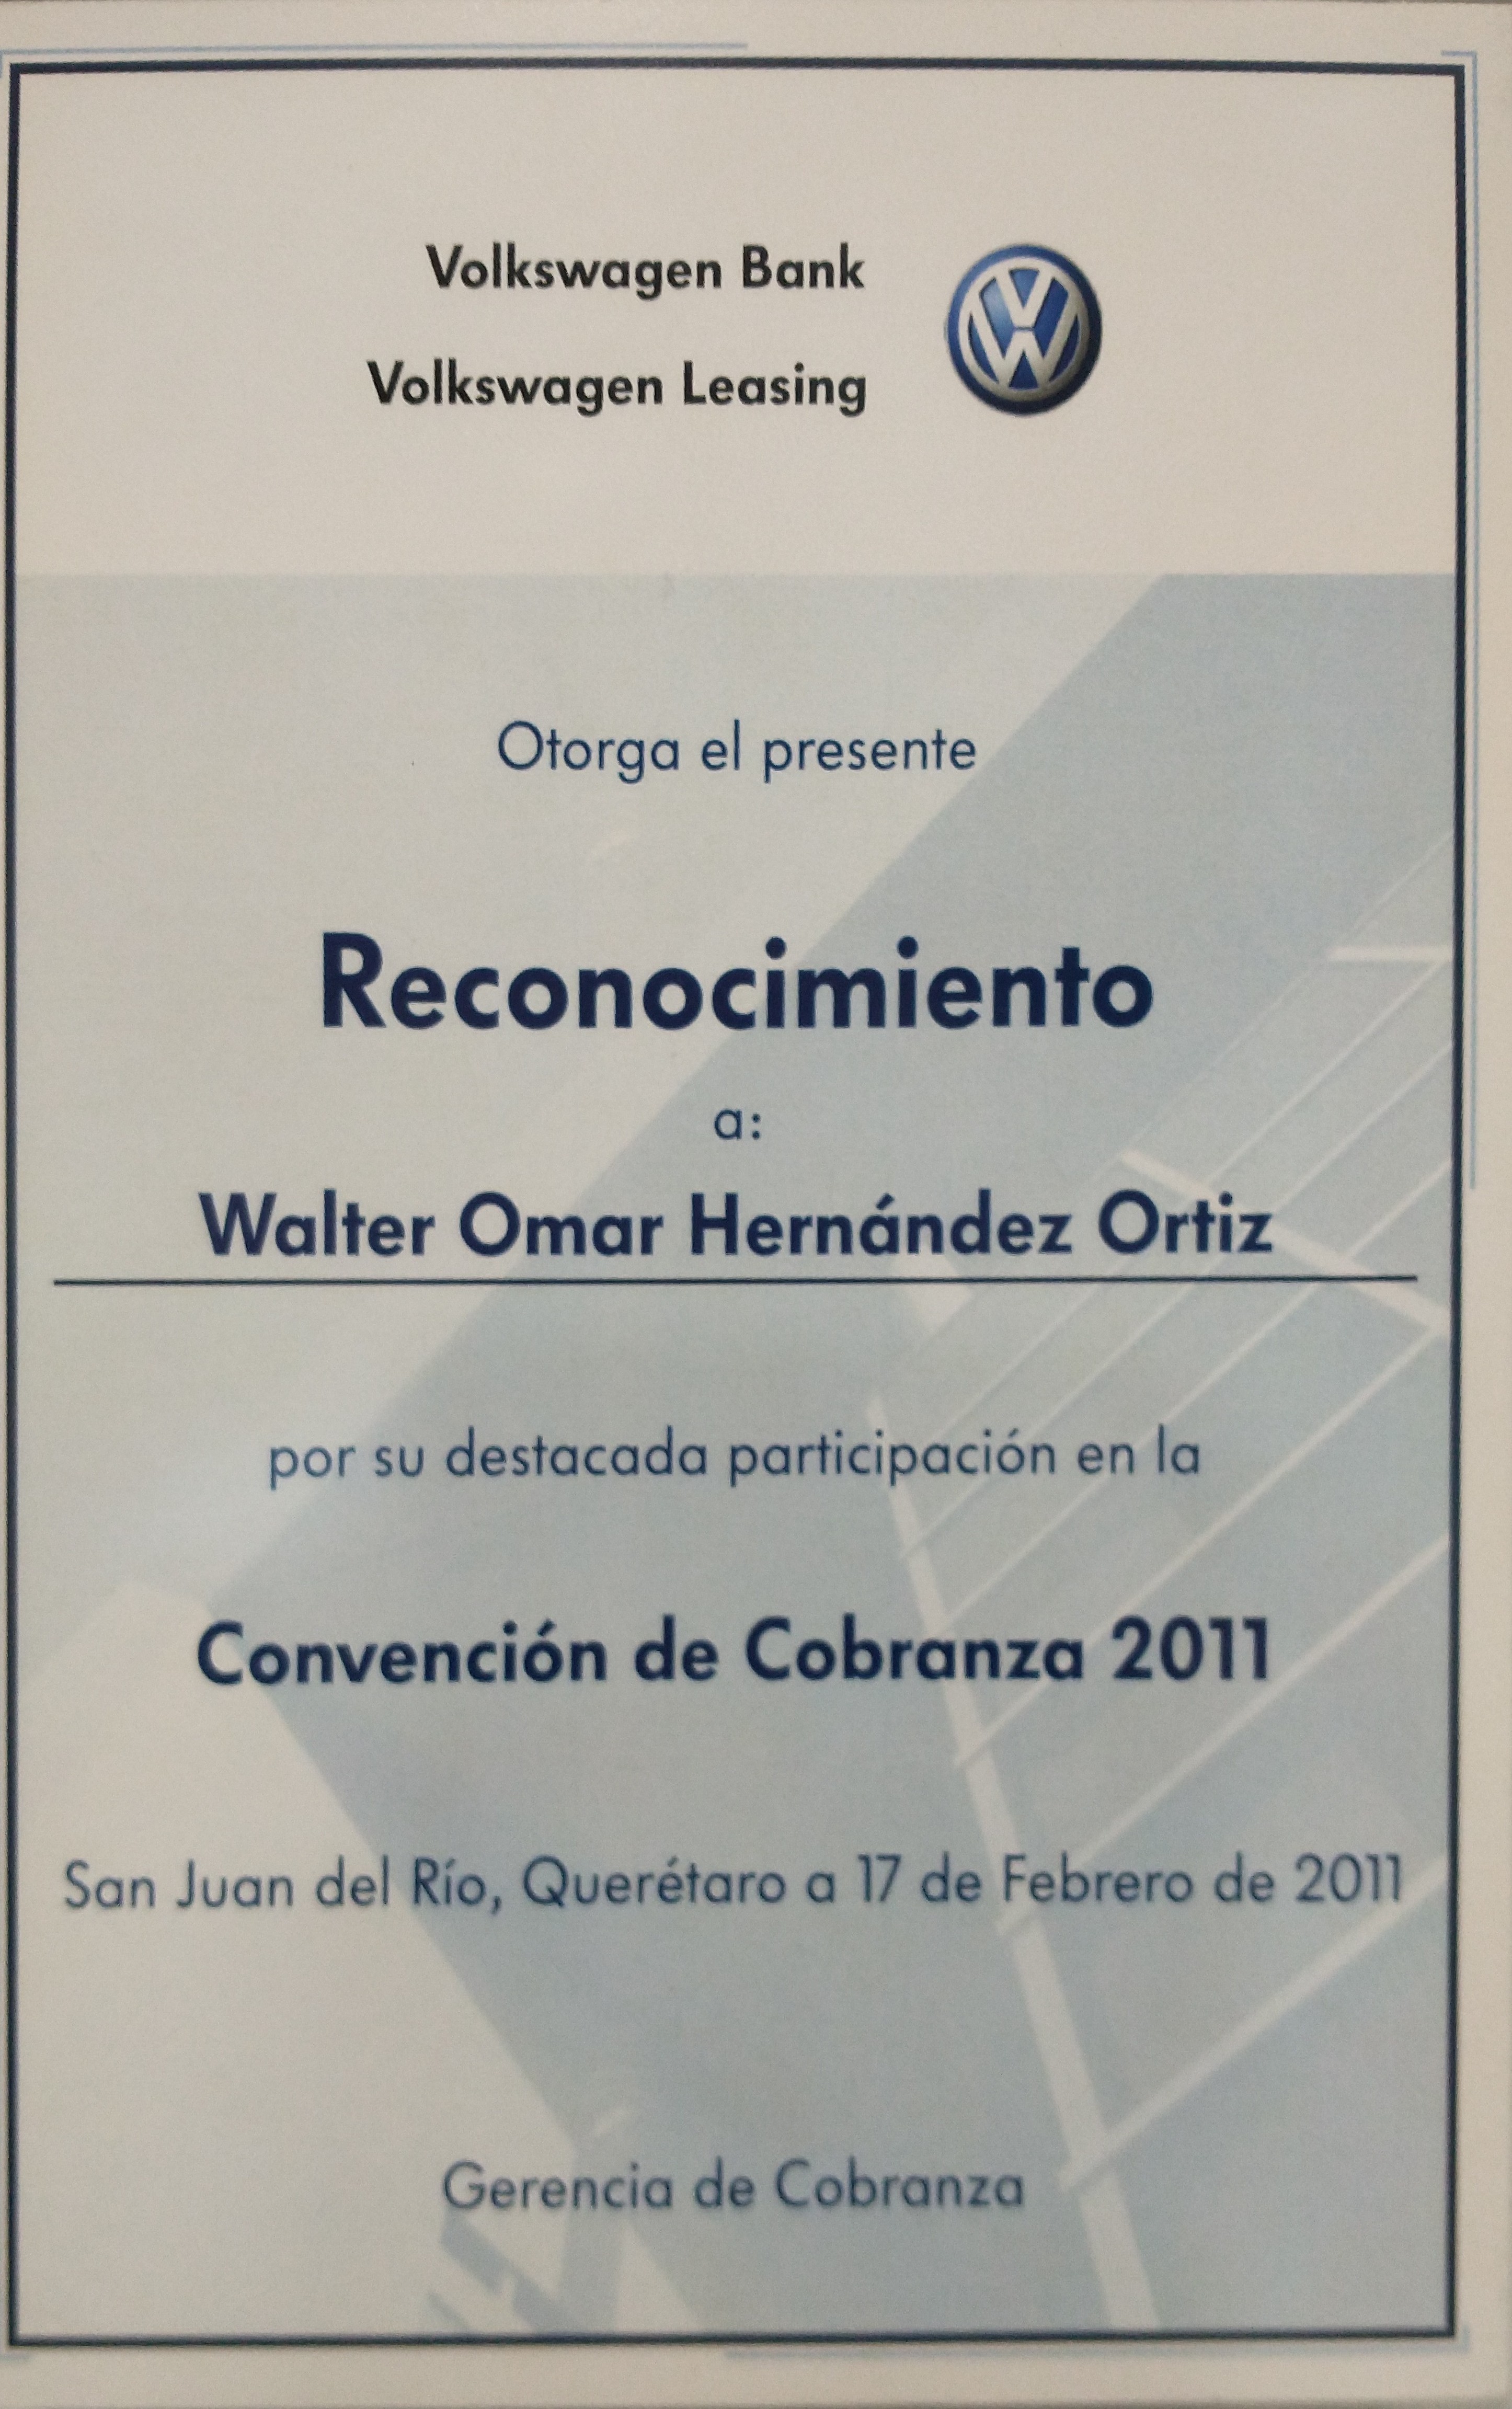 Volkswagen Bank
Volkswagen Leasing
Otorga el presente
Reconocimiento
a:
Walter Omar Hernández Ortiz
por su destacada participación en la
Convención de Cobranza 2011
San Juan del Río, Querétaro a 17 de Febrero de 2011
Gerencia de Cobranza